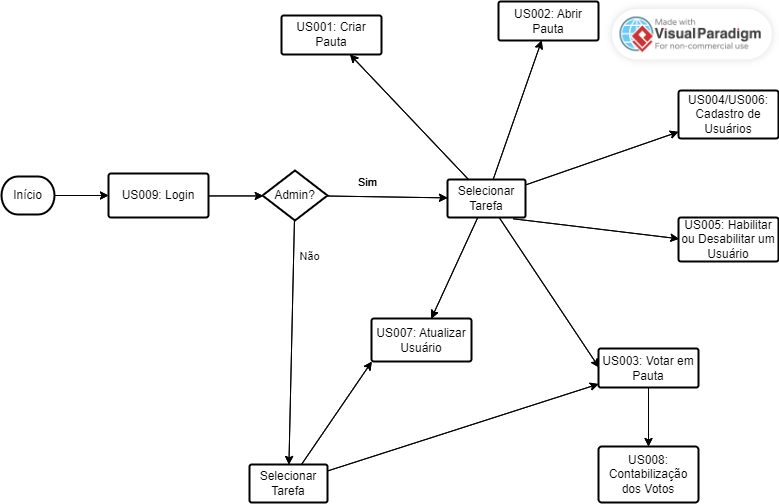 US001: Criar
Pauta
US002: Abrir
Pauta
Made with
VisualParadigm
For non-commercial use
US004/US006:
Cadastro de
Usuários
Início
US009: Login
Admin?
Sim
Selecionar
Tarefa
US005: Habilitar
ou Desabilitar um
Usuário
Não
US007: Atualizar
Usuário
US003: Votar em
Pauta
Selecionar
Tarefa
US008:
Contabilização
dos Votos